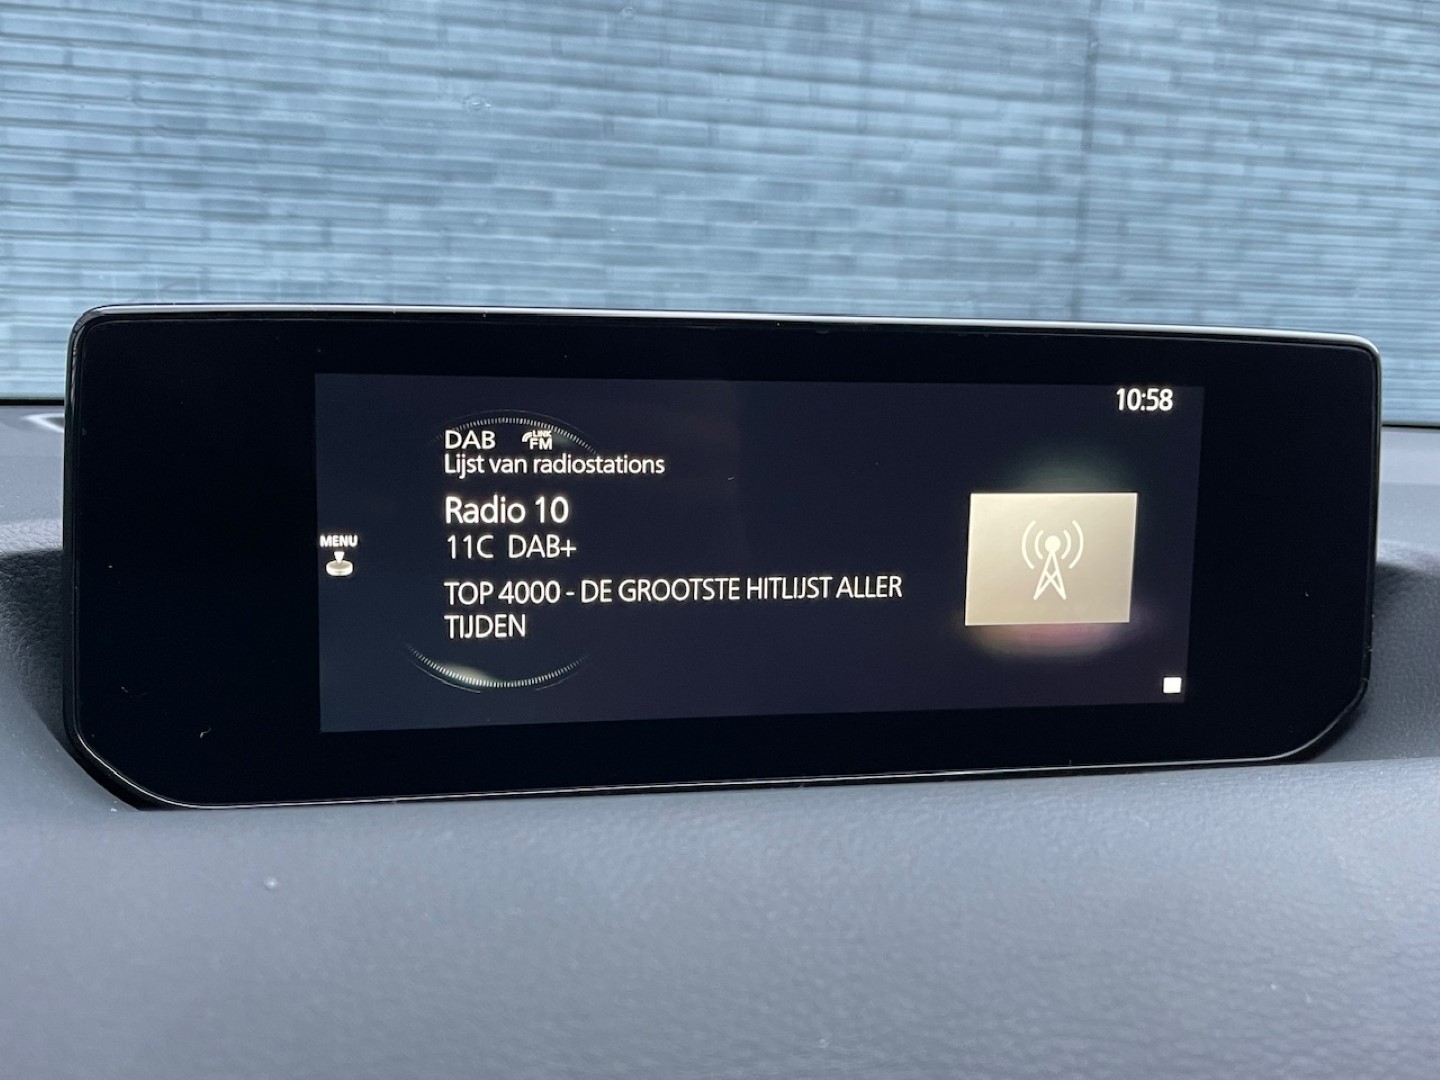 10:58
DAB LINK FM
Lijst van radiostations
Radio 10
MENU
11C DAB+
TOP 4000 - DE GROOTSTE HITLIJST ALLER
TIJDEN